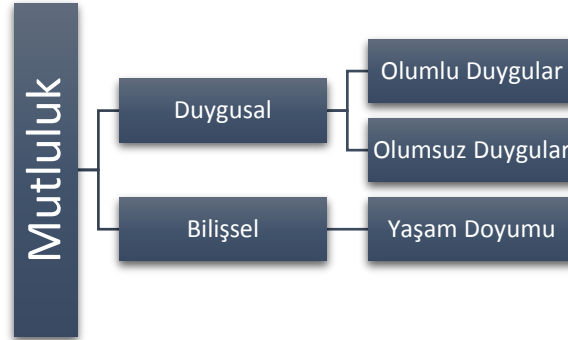 Mutluluk
Duygusal
Olumlu Duygular
Olumsuz Duygular
Bilişsel
Yaşam Doyumu